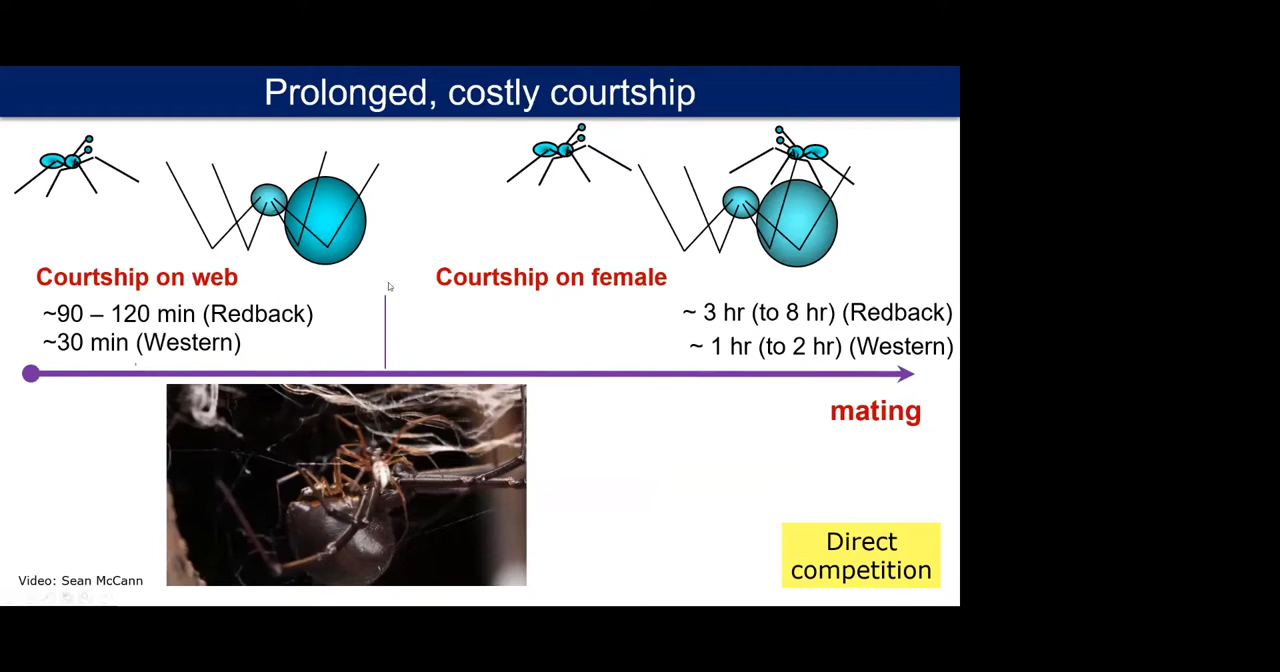 Prolonged, costly courtship
Courtship on web
~90 – 120 min (Redback)
~30 min (Western)
Courtship on female
~ 3 hr (to 8 hr) (Redback)
~ 1 hr (to 2 hr) (Western)
mating
Direct
competition
Video: Sean McCann